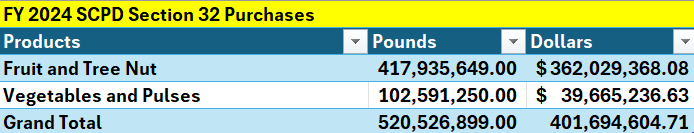 FY 2024 SCPD Section 32 Purchases
Products Pounds Dollars
Fruit and Tree Nut 417,935,649.00 $362,029,368.08
Vegetables and Pulses 102,591,250.00 $ 39,665,236.63
Grand Total 520,526,899.00 401,694,604.71